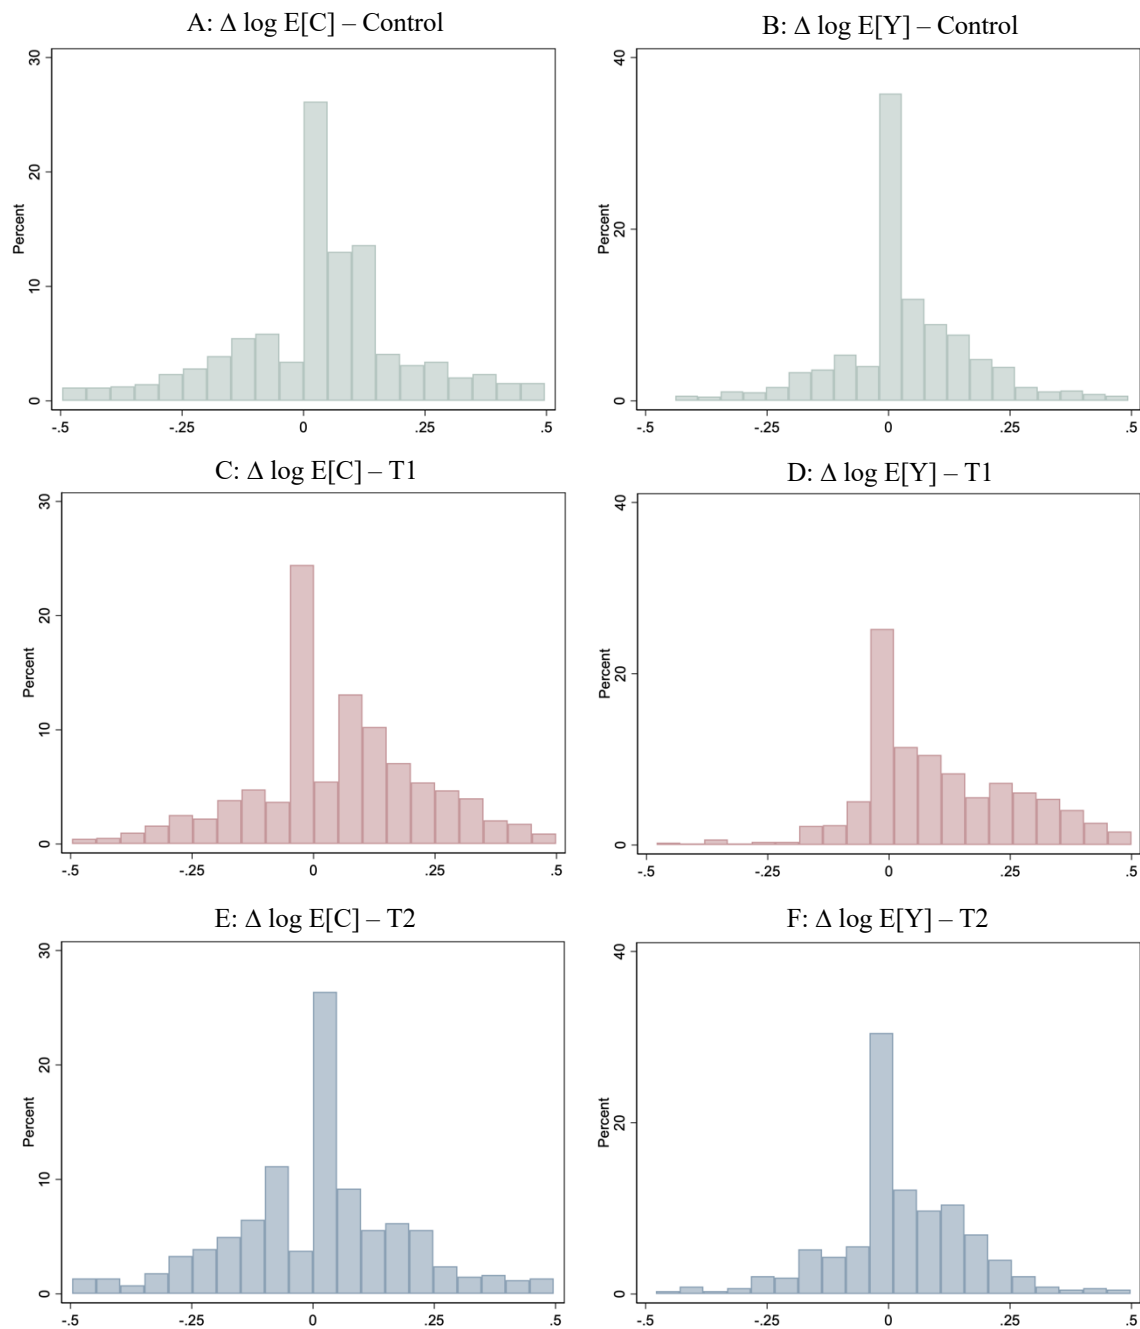 A: Δ log E[C] – Control
30
20
10
0
Percent
-.5 -.25 0 .25 .5
B: Δ log E[Y] – Control
40
20
0
Percent
-.5 -.25 0 .25 .5
C: Δ log E[C] – T1
30
20
10
0
Percent
-.5 -.25 0 .25 .5
D: Δ log E[Y] – T1
40
20
0
Percent
-.5 -.25 0 .25 .5
E: Δ log E[C] – T2
30
20
10
0
Percent
-.5 -.25 0 .25 .5
F: Δ log E[Y] – T2
40
20
0
Percent
-.5 -.25 0 .25 .5